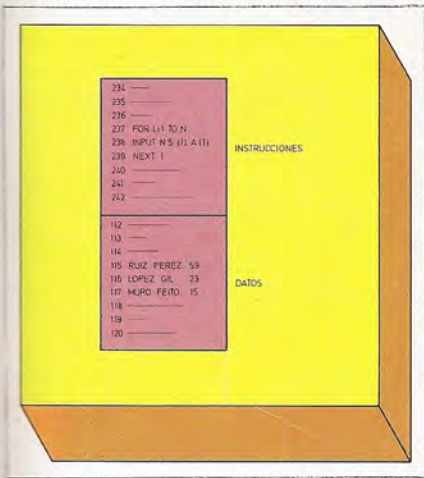 234
235
236
237 FOR I=1 TO N
238 INPUT N S (I), A (I)
239 NEXT I
240
241
242
INSTRUCCIONES
112
113
114
115 RUIZ PEREZ 59
116 LOPEZ GIL 23
117 MURO FEITO 15
118
119
120
DATOS